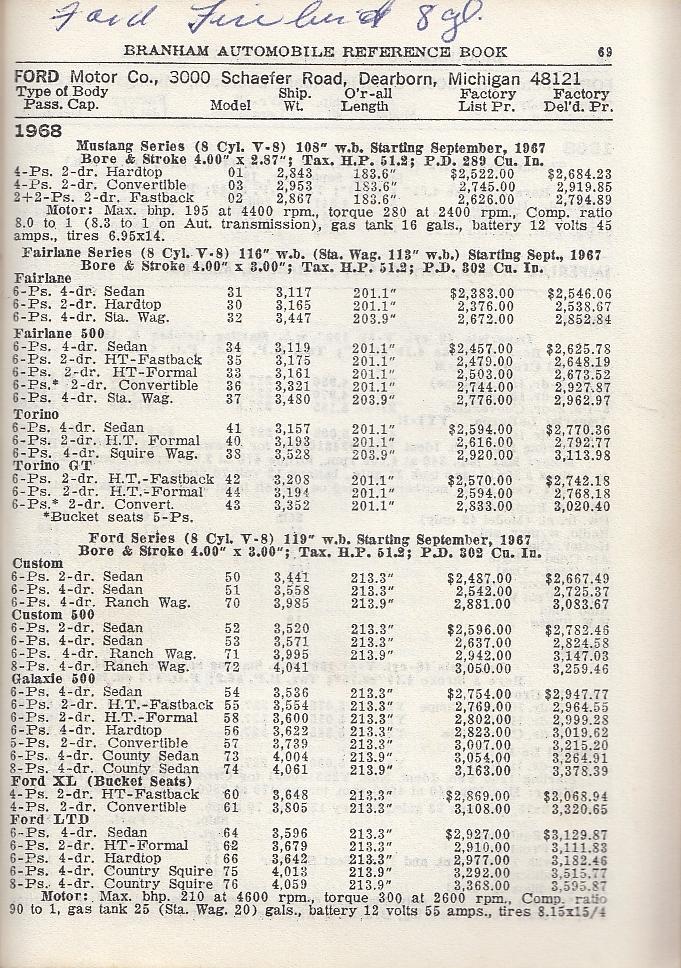 Ford Firebird 8 gl.
BRANHAM AUTOMOBILE REFERENCE BOOK 69
FORD Motor Co., 3000 Schaefer Road, Dearborn, Michigan 48121
Type of Body Ship. O'r-all Factory Factory
Pass. Cap. Model Wt. Length List Pr. Del'd. Pr.
1968
Mustang Series (8 Cyl. V-8) 108" w.b. Starting September, 1967
Bore & Stroke 4.00" x 2.87"; Tax. H.P. 51.2; P.D. 289 Cu. In.
4-Ps. 2-dr. Hardtop 01 2,843 183.6" $2,522.00 $2,684.23
4-Ps. 2-dr. Convertible 03 2,953 183.6" 2,745.00 2,919.85
2+2-Ps. 2-dr. Fastback 02 2,867 183.6" 2,626.00 2,794.89
Motor: Max. bhp. 195 at 4400 rpm., torque 280 at 2400 rpm., Comp. ratio
8.0 to 1 (8.3 to 1 on Aut. transmission), gas tank 16 gals., battery 12 volts 45
amps., tires 6.95x14.
Fairlane Series (8 Cyl. V-8) 116" w.b. (Sta. Wag. 113" w.b.) Starting Sept., 1967
Bore & Stroke 4.00" x 3.00"; Tax. H.P. 51.2; P.D. 302 Cu. In.
Fairlane
6-Ps. 4-dr. Sedan 31 3,117 201.1" $2,383.00 $2,546.06
6-Ps. 2-dr. Hardtop 30 3,165 201.1" 2,376.00 2,538.67
6-Ps. 4-dr. Sta. Wag. 32 3,447 203.9" 2,672.00 2,852.84
Fairlane 500
6-Ps. 4-dr. Sedan 34 3,119 201.1" $2,457.00 $2,625.78
6-Ps. 2-dr. HT-Fastback 35 3,175 201.1" 2,479.00 2,648.19
6-Ps. 2-dr. HT-Formal 33 3,161 201.1" 2,503.00 2,673.52
6-Ps.* 2-dr. Convertible 36 3,321 201.1" 2,744.00 2,927.87
6-Ps. 4-dr. Sta. Wag. 37 3,480 203.9" 2,776.00 2,962.97
Torino
6-Ps. 4-dr. Sedan 41 3,157 201.1" $2,594.00 $2,770.36
6-Ps. 2-dr. H.T. Formal 40 3,193 201.1" 2,616.00 2,792.77
6-Ps. 4-dr. Squire Wag. 38 3,528 203.9" 2,920.00 3,113.98
Torino GT
6-Ps. 2-dr. H.T.-Fastback 42 3,208 201.1" $2,570.00 $2,742.18
6-Ps. 2-dr. H.T.-Formal 44 3,194 201.1" 2,594.00 2,768.18
6-Ps.* 2-dr. Convert. 43 3,352 201.1" 2,833.00 3,020.40
*Bucket seats 5-Ps.
Ford Series (8 Cyl. V-8) 119" w.b. Starting September, 1967
Bore & Stroke 4.00" x 3.00"; Tax. H.P. 51.2; P.D. 302 Cu. In.
Custom
6-Ps. 2-dr. Sedan 50 3,441 213.3" $2,487.00 $2,667.49
6-Ps. 4-dr. Sedan 51 3,558 213.3" 2,542.00 2,725.37
6-Ps. 4-dr. Ranch Wag. 70 3,985 213.9" 2,881.00 3,083.67
Custom 500
6-Ps. 2-dr. Sedan 52 3,520 213.3" $2,596.00 $2,782.46
6-Ps. 4-dr. Sedan 53 3,571 213.3" 2,637.00 2,824.58
6-Ps. 4-dr. Ranch Wag. 71 3,995 213.9" 2,942.00 3,147.03
8-Ps. 4-dr. Ranch Wag. 72 4,041 3,050.00 3,259.46
Galaxie 500
6-Ps. 4-dr. Sedan 54 3,536 213.3" $2,754.00 $2,947.77
6-Ps. 2-dr. H.T.-Fastback 55 3,554 213.3" 2,769.00 2,964.55
6-Ps. 2-dr. H.T.-Formal 58 3,600 213.3" 2,802.00 2,999.28
6-Ps. 4-dr. Hardtop 56 3,622 213.3" 2,823.00 3,019.62
5-Ps. 2-dr. Convertible 57 3,739 213.3" 3,007.00 3,215.20
6-Ps. 4-dr. County Sedan 73 4,004 213.9" 3,054.00 3,264.91
8-Ps. 4-dr. County Sedan 74 4,061 213.9" 3,163.00 3,378.39
Ford XL (Bucket Seats)
4-Ps. 2-dr. HT-Fastback 60 3,648 213.3" $2,869.00 $3,068.94
4-Ps. 2-dr. Convertible 61 3,805 213.3" 3,108.00 3,320.65
Ford LTD
6-Ps. 4-dr. Sedan 64 3,596 213.3" $2,927.00 $3,129.87
6-Ps. 2-dr. HT-Formal 62 3,679 213.3" 2,910.00 3,111.83
6-Ps. 4-dr. Hardtop 66 3,642 213.3" 2,977.00 3,182.46
6-Ps. 4-dr. Country Squire 75 4,013 213.9" 3,292.00 3,515.77
8-Ps. 4-dr. Country Squire 76 4,059 213.9" 3,368.00 3,595.87
Motor: Max. bhp. 210 at 4600 rpm., torque 300 at 2600 rpm., Comp. ratio
90 to 1, gas tank 25 (Sta. Wag. 20) gals., battery 12 volts 55 amps., tires 8.15x15/4